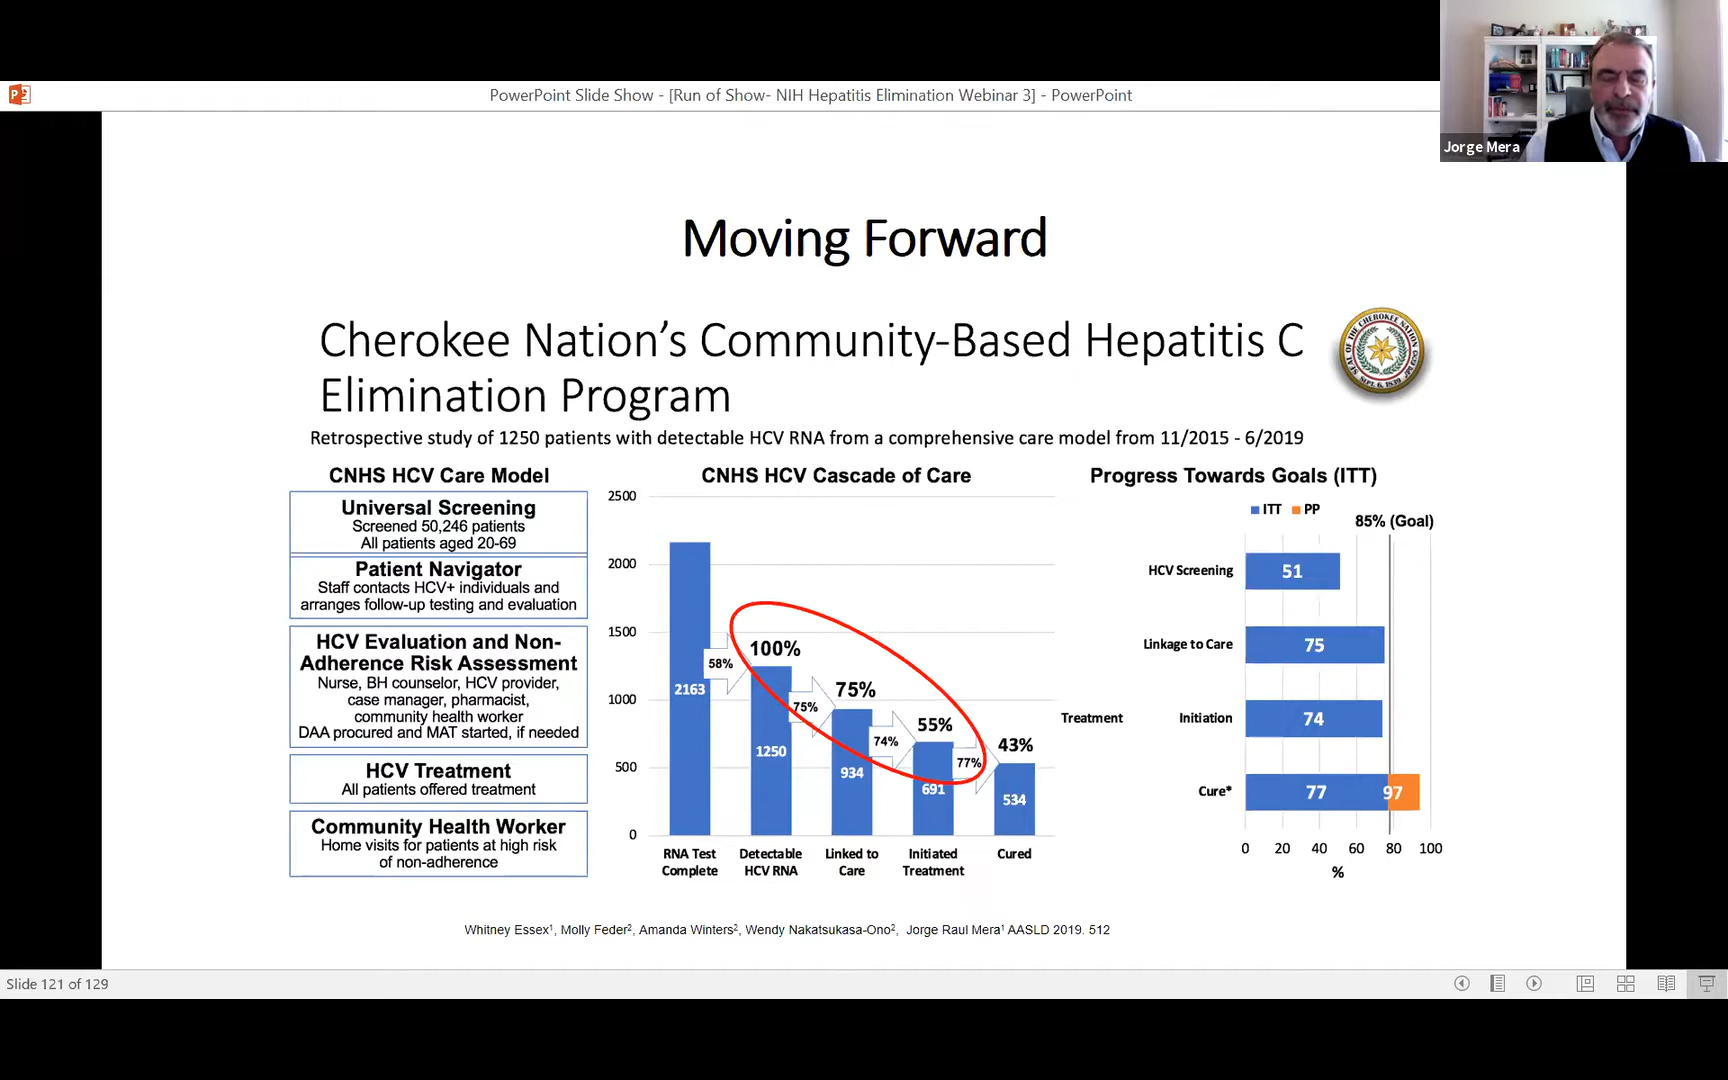 PowerPoint Slide Show - [Run of Show- NIH Hepatitis Elimination Webinar 3] - PowerPoint
Jorge Mera
Moving Forward
Cherokee Nation’s Community-Based Hepatitis C
Elimination Program
SEAL OF THE CHEROKEE NATION
SEPT. 6, 1839
Retrospective study of 1250 patients with detectable HCV RNA from a comprehensive care model from 11/2015 - 6/2019
CNHS HCV Care Model
Universal Screening
Screened 50,246 patients
All patients aged 20-69
Patient Navigator
Staff contacts HCV+ individuals and
arranges follow-up testing and evaluation
HCV Evaluation and Non-
Adherence Risk Assessment
Nurse, BH counselor, HCV provider,
case manager, pharmacist,
community health worker
DAA procured and MAT started, if needed
HCV Treatment
All patients offered treatment
Community Health Worker
Home visits for patients at high risk
of non-adherence
CNHS HCV Cascade of Care
2500
2000
1500
1000
500
0
2163
58%
100%
1250
75%
75%
934
74%
55%
691
77%
43%
534
RNA Test
Complete
Detectable
HCV RNA
Linked to
Care
Initiated
Treatment
Cured
Progress Towards Goals (ITT)
ITT PP
85% (Goal)
HCV Screening 51
Linkage to Care 75
Treatment Initiation 74
Cure* 77 97
0 20 40 60 80 100
%
Whitney Essex¹, Molly Feder², Amanda Winters², Wendy Nakatsukasa-Ono², Jorge Raul Mera¹ AASLD 2019. 512
Slide 121 of 129